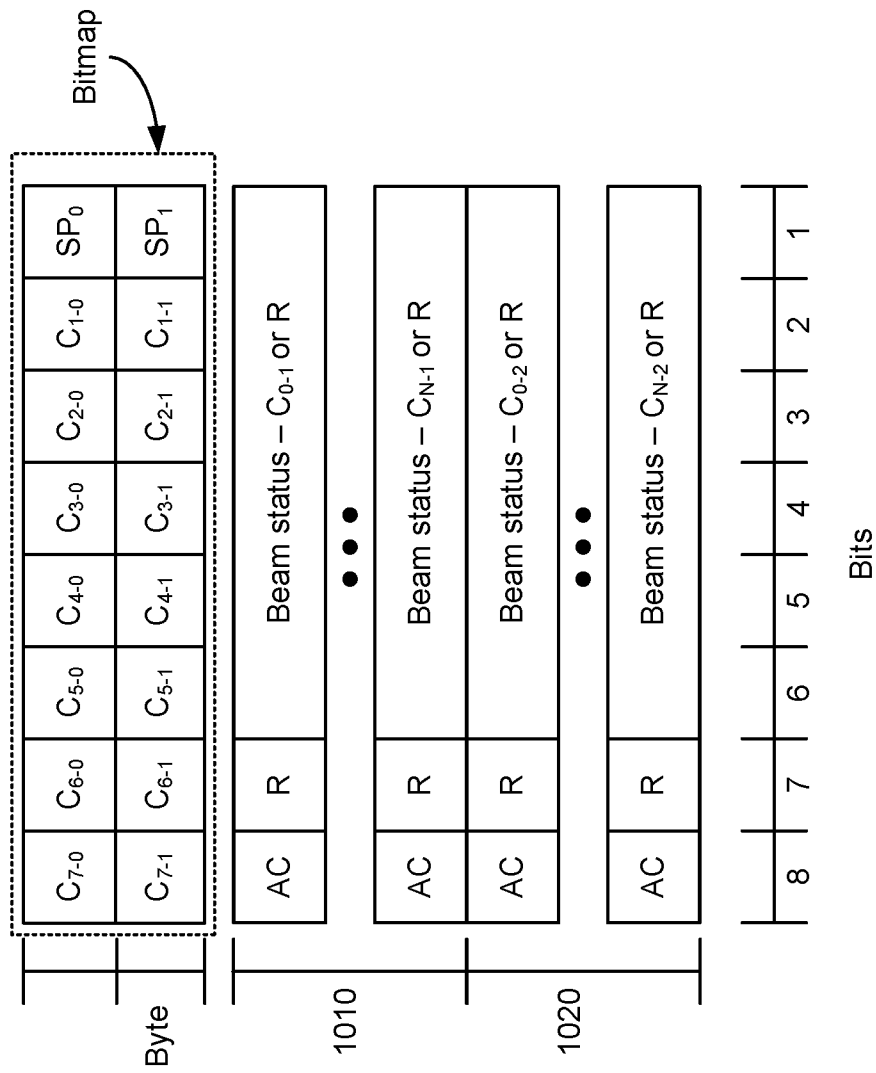 Bitmap
C₇₋₀ C₆₋₀ C₅₋₀ C₄₋₀ C₃₋₀ C₂₋₀ C₁₋₀ SP₀
Byte C₇₋₁ C₆₋₁ C₅₋₁ C₄₋₁ C₃₋₁ C₂₋₁ C₁₋₁ SP₁
1010
AC R Beam status – C₀₋₁ or R
AC R Beam status – C_N₋₁ or R
1020
AC R Beam status – C₀₋₂ or R
AC R Beam status – C_N₋₂ or R
8 7 6 5 4 3 2 1
Bits